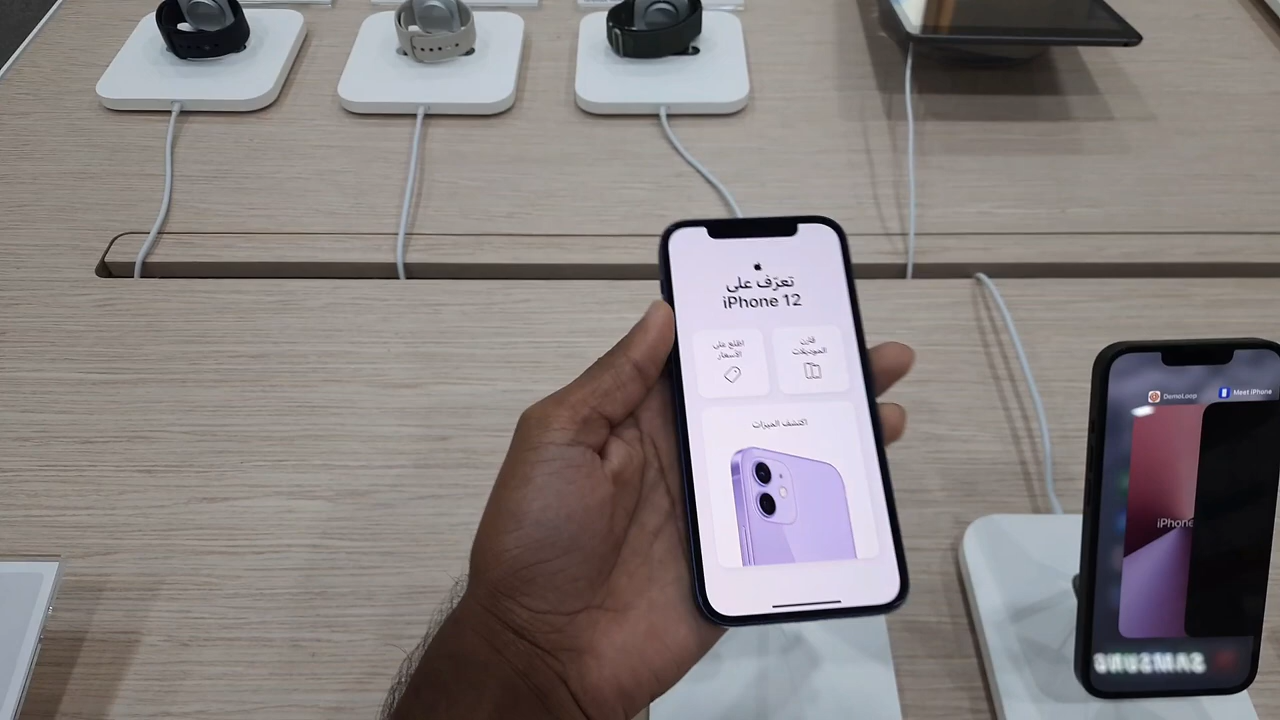 تعرّف على
iPhone 12
قارن
الموديلات
اطلع على
الأسعار
اكتشف الميزات
DemoLoop
Meet iPhone
iPhone
SAMSUNG